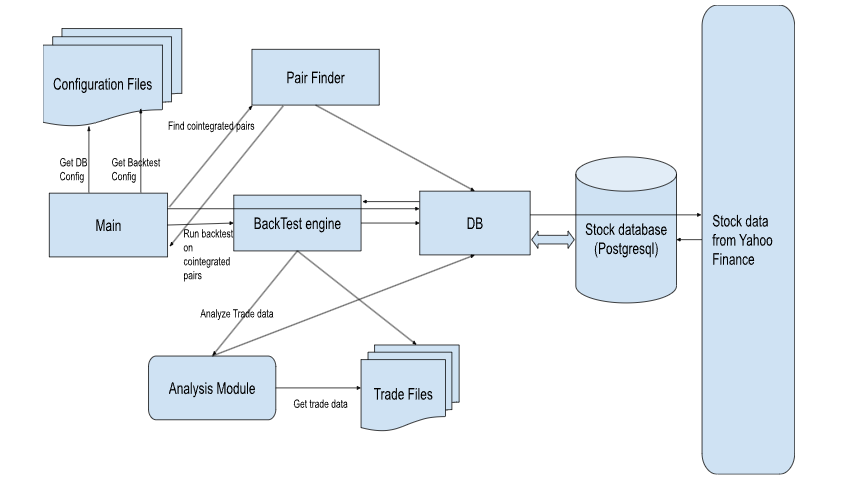 Configuration Files
Pair Finder
Find cointegrated pairs
Get DB
Config
Get Backtest
Config
Main
BackTest engine
DB
Stock database
(Postgresql)
Stock data
from Yahoo
Finance
Run backtest
on
cointegrated
pairs
Analyze Trade data
Analysis Module
Get trade data
Trade Files